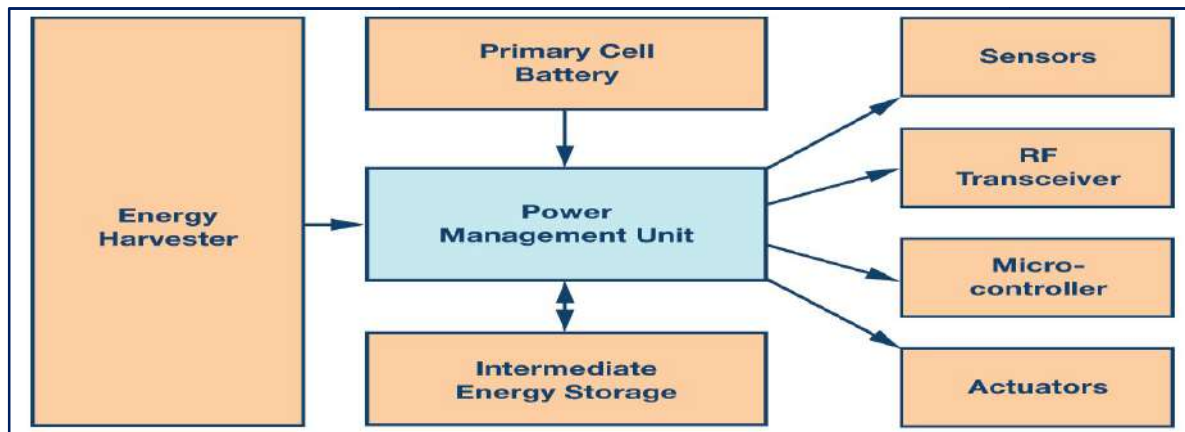 Energy
Harvester
Primary Cell
Battery
Power
Management Unit
Intermediate
Energy Storage
Sensors
RF
Transceiver
Micro-
controller
Actuators